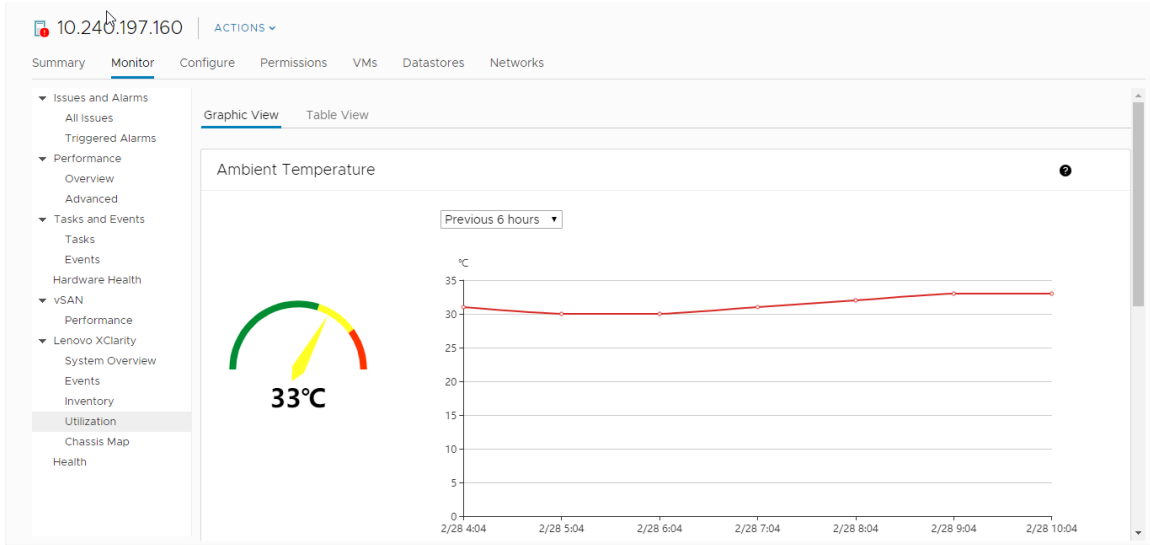 10.240.197.160 ACTIONS
Summary Monitor Configure Permissions VMs Datastores Networks
Issues and Alarms
All Issues
Triggered Alarms
Performance
Overview
Advanced
Tasks and Events
Tasks
Events
Hardware Health
vSAN
Performance
Lenovo XClarity
System Overview
Events
Inventory
Utilization
Chassis Map
Health
Graphic View Table View
Ambient Temperature
?
Previous 6 hours
33°C
°C
35
30
25
20
15
10
5
0
2/28 4:04 2/28 5:04 2/28 6:04 2/28 7:04 2/28 8:04 2/28 9:04 2/28 10:04